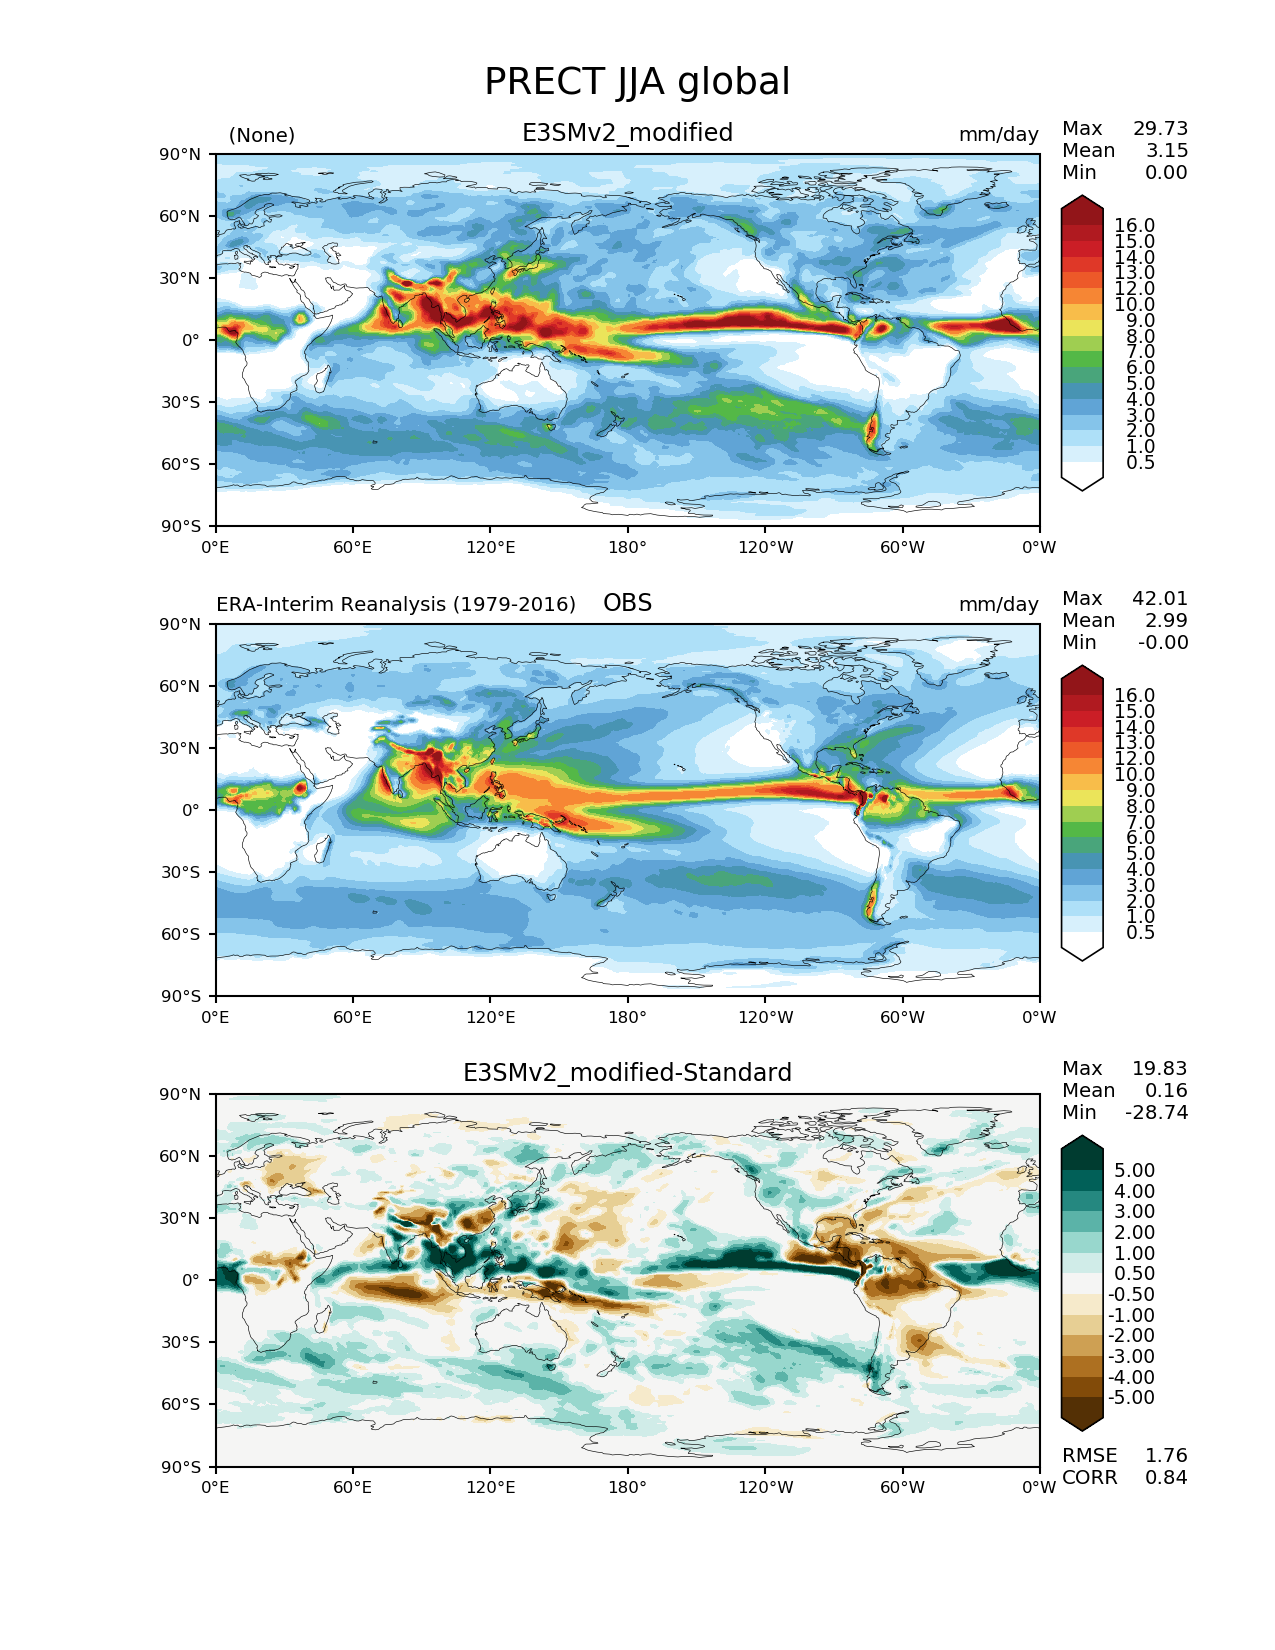 PRECT JJA global
(None) E3SMv2_modified mm/day
Max 29.73
Mean 3.15
Min 0.00
90°N
60°N
30°N
0°
30°S
60°S
90°S
0°E 60°E 120°E 180° 120°W 60°W 0°W
16.0
15.0
14.0
13.0
12.0
11.0
10.0
9.0
8.0
7.0
6.0
5.0
4.0
3.0
2.0
1.0
0.5
ERA-Interim Reanalysis (1979-2016) OBS mm/day
Max 42.01
Mean 2.99
Min -0.00
90°N
60°N
30°N
0°
30°S
60°S
90°S
0°E 60°E 120°E 180° 120°W 60°W 0°W
16.0
15.0
14.0
13.0
12.0
11.0
10.0
9.0
8.0
7.0
6.0
5.0
4.0
3.0
2.0
1.0
0.5
E3SMv2_modified-Standard
Max 19.83
Mean 0.16
Min -28.74
90°N
60°N
30°N
0°
30°S
60°S
90°S
0°E 60°E 120°E 180° 120°W 60°W 0°W
5.00
4.00
3.00
2.00
1.00
0.50
-0.50
-1.00
-2.00
-3.00
-4.00
-5.00
RMSE 1.76
CORR 0.84